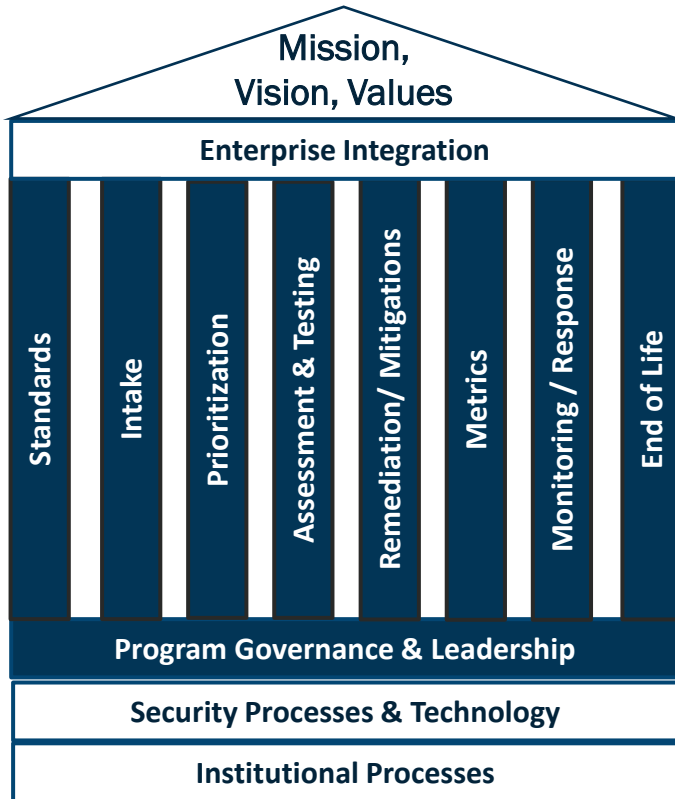 Mission,
Vision, Values
Enterprise Integration
Standards
Intake
Prioritization
Assessment & Testing
Remediation/ Mitigations
Metrics
Monitoring / Response
End of Life
Program Governance & Leadership
Security Processes & Technology
Institutional Processes